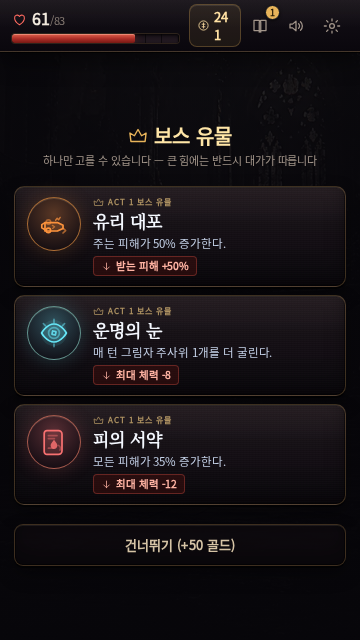 61/83
24
1
1
보스 유물
하나만 고를 수 있습니다 — 큰 힘에는 반드시 대가가 따릅니다
ACT 1 보스 유물
유리 대포
주는 피해가 50% 증가한다.
↓ 받는 피해 +50%
ACT 1 보스 유물
운명의 눈
매 턴 그림자 주사위 1개를 더 굴린다.
↓ 최대 체력 -8
ACT 1 보스 유물
피의 서약
모든 피해가 35% 증가한다.
↓ 최대 체력 -12
건너뛰기 (+50 골드)